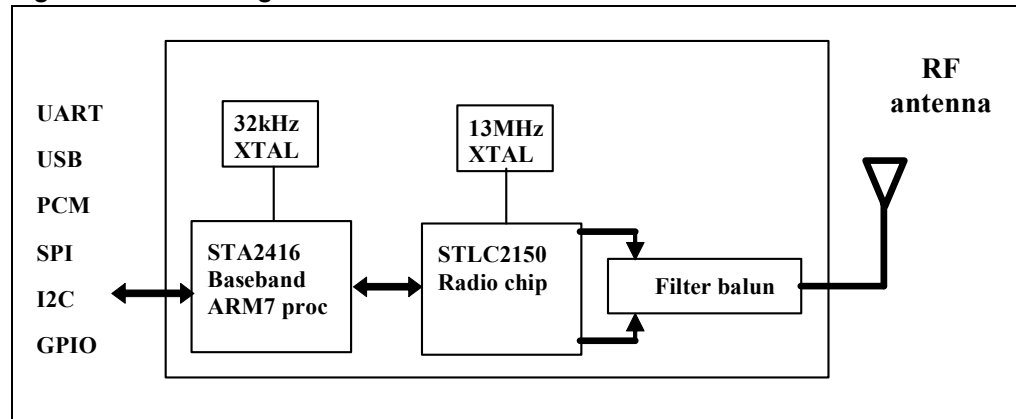 UART
USB
PCM
SPI
I2C
GPIO
32kHz
XTAL
13MHz
XTAL
STA2416
Baseband
ARM7 proc
STLC2150
Radio chip
Filter balun
RF
antenna